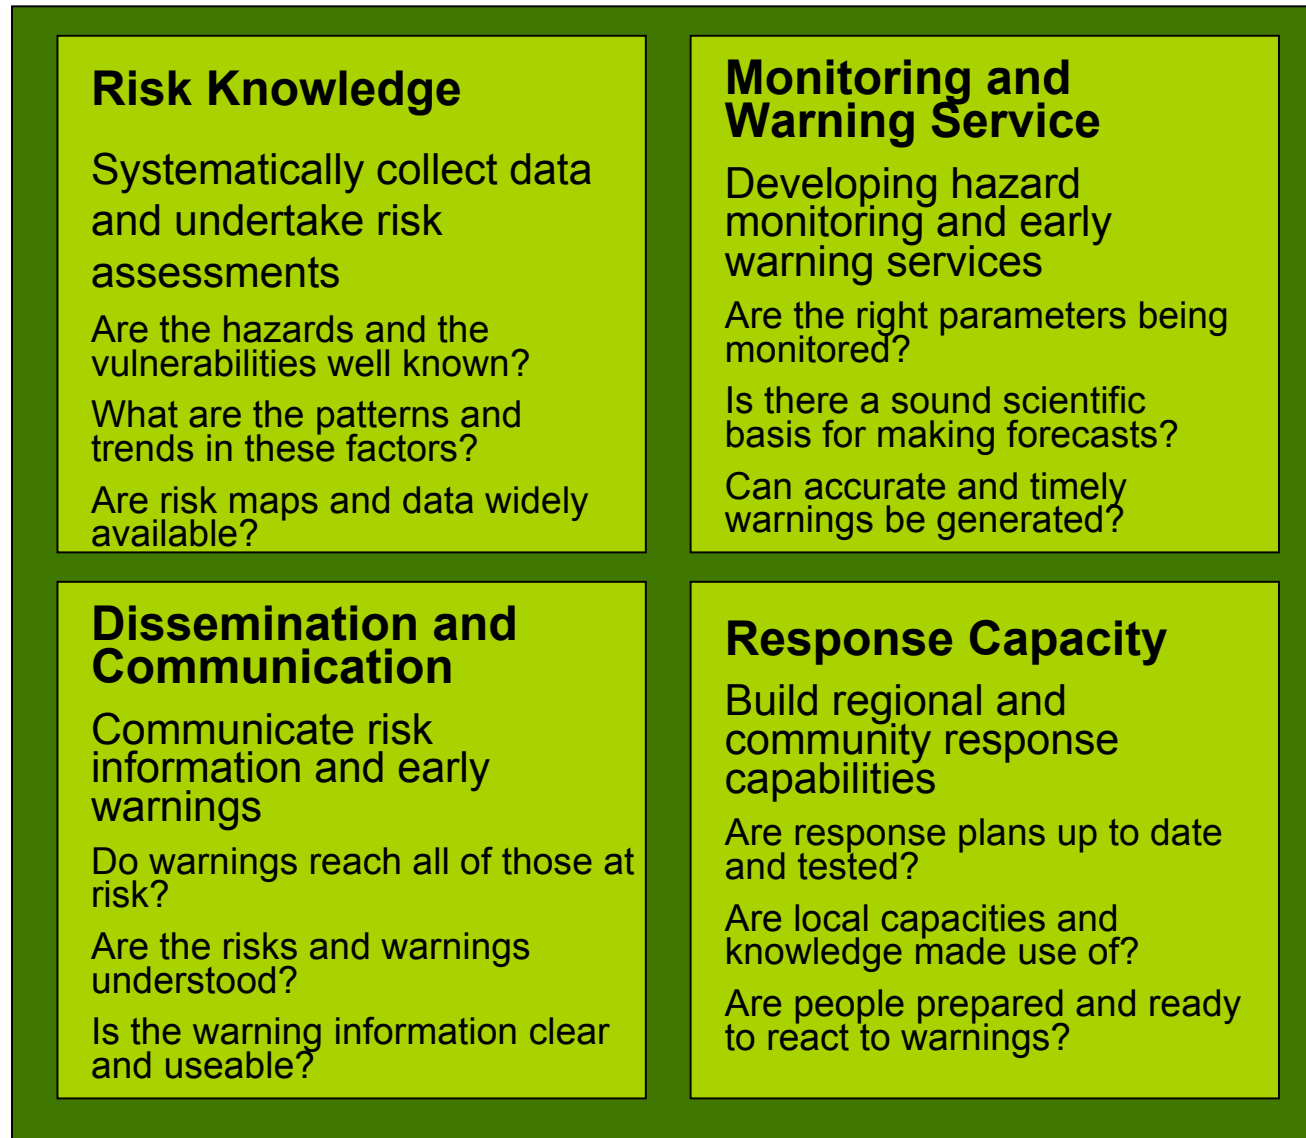 Risk Knowledge
Systematically collect data
and undertake risk
assessments
Are the hazards and the
vulnerabilities well known?
What are the patterns and
trends in these factors?
Are risk maps and data widely
available?
Monitoring and
Warning Service
Developing hazard
monitoring and early
warning services
Are the right parameters being
monitored?
Is there a sound scientific
basis for making forecasts?
Can accurate and timely
warnings be generated?
Dissemination and
Communication
Communicate risk
information and early
warnings
Do warnings reach all of those at
risk?
Are the risks and warnings
understood?
Is the warning information clear
and useable?
Response Capacity
Build regional and
community response
capabilities
Are response plans up to date
and tested?
Are local capacities and
knowledge made use of?
Are people prepared and ready
to react to warnings?